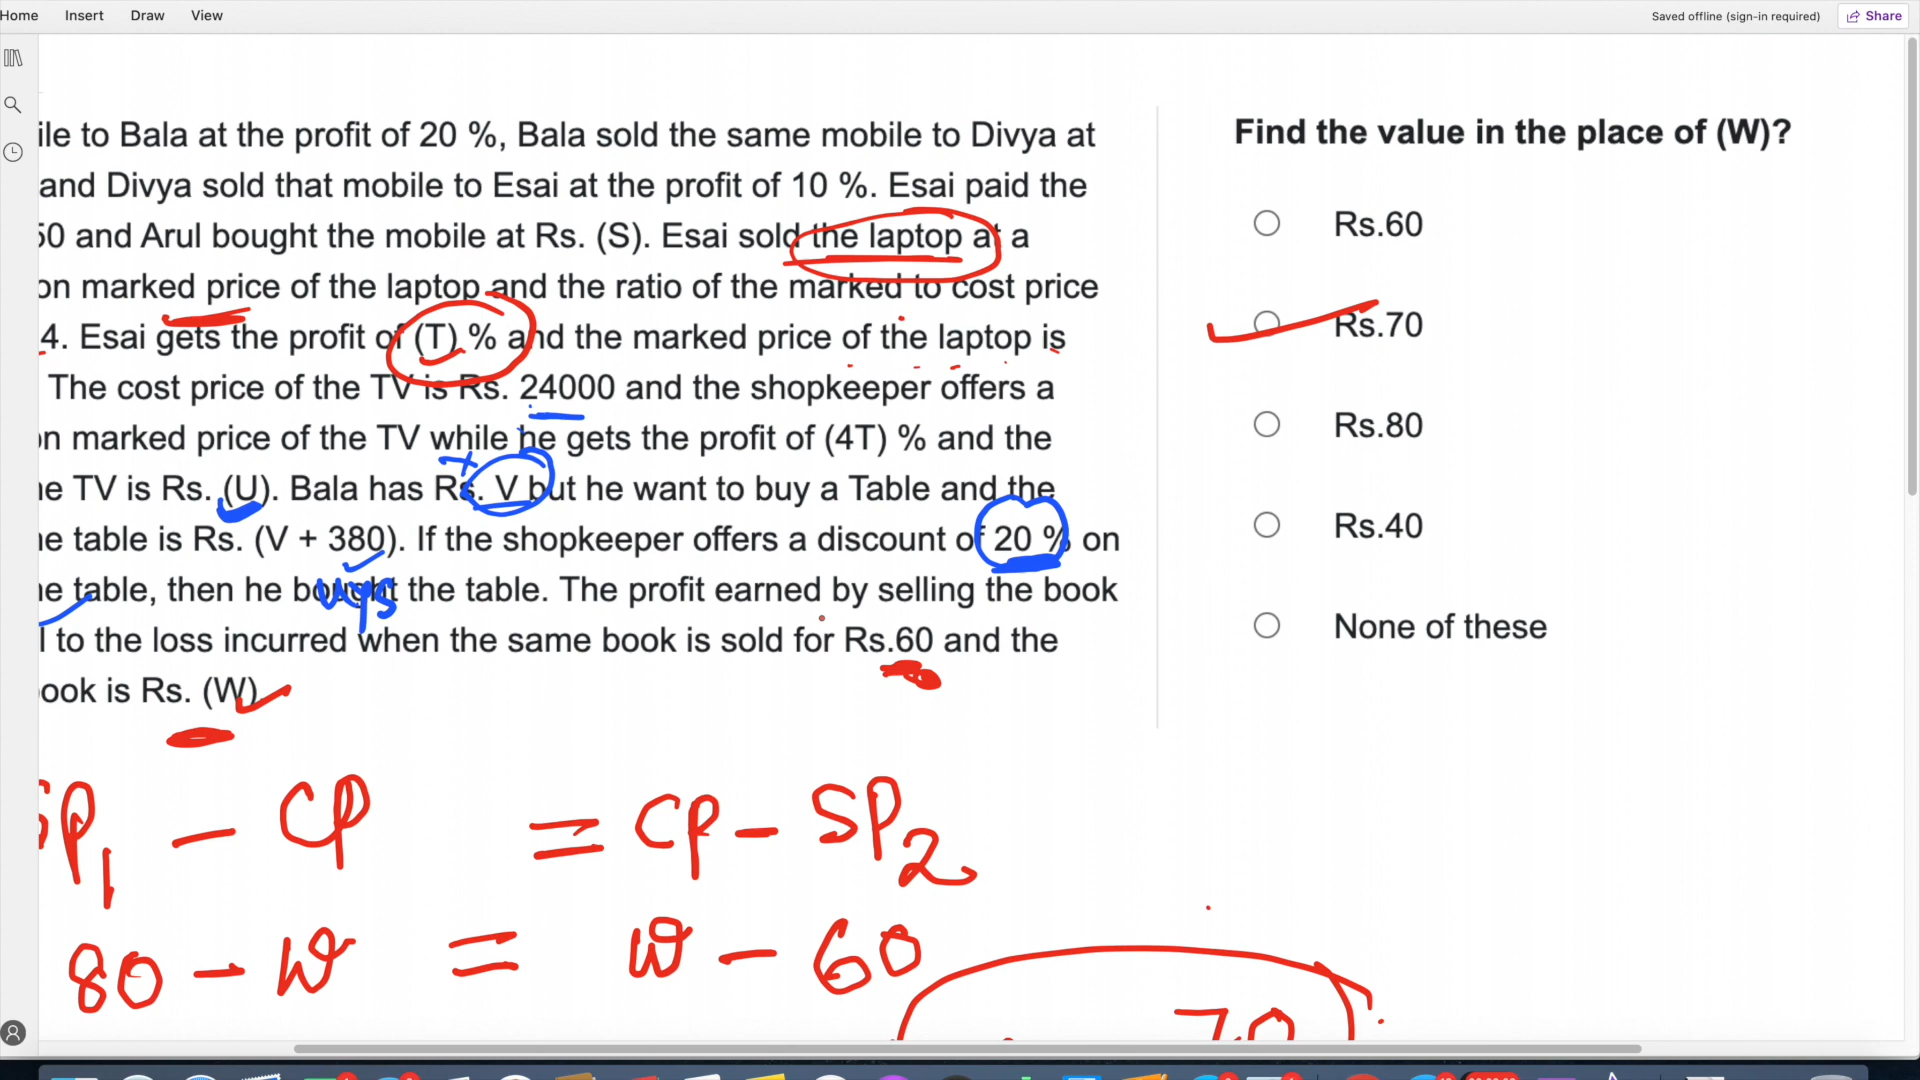 Home Insert Draw View Saved offline (sign-in required) Share
ile to Bala at the profit of 20 %, Bala sold the same mobile to Divya at
and Divya sold that mobile to Esai at the profit of 10 %. Esai paid the
50 and Arul bought the mobile at Rs. (S). Esai sold the laptop at a
on marked price of the laptop and the ratio of the marked to cost price
4. Esai gets the profit of (T) % and the marked price of the laptop is
The cost price of the TV is Rs. 24000 and the shopkeeper offers a
on marked price of the TV while he gets the profit of (4T) % and the
ne TV is Rs. (U). Bala has Rs. V but he want to buy a Table and the
ne table is Rs. (V + 380). If the shopkeeper offers a discount of 20 % on
ne table, then he bought the table. The profit earned by selling the book
l to the loss incurred when the same book is sold for Rs.60 and the
ook is Rs. (W)
SP1 - CP = CP - SP2
80 - W = W - 60
70
Find the value in the place of (W)?
Rs.60
Rs.70
Rs.80
Rs.40
None of these